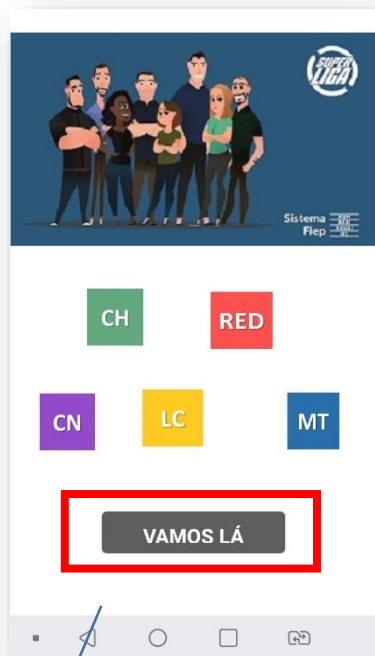 SUPER
LIGA
Sistema
Fiep
CH
RED
CN
LC
MT
VAMOS LÁ